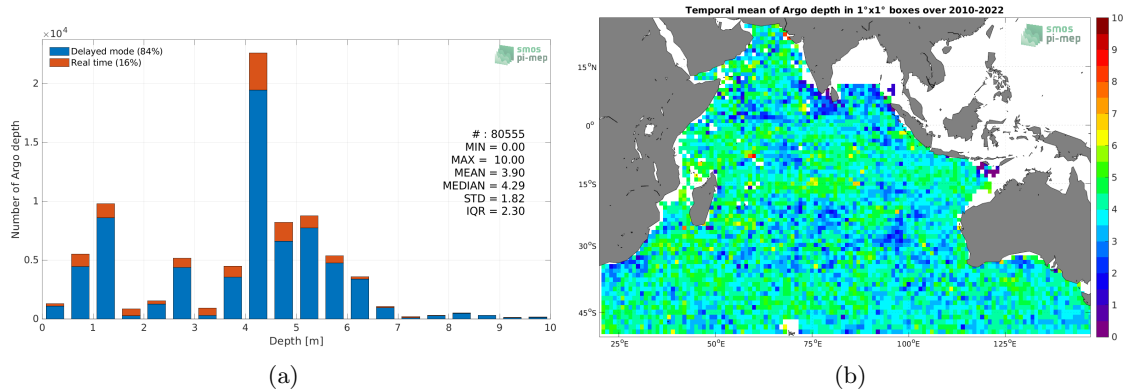 ×10⁴
Delayed mode (84%)
Real time (16%)
smos
pi-mep
2
1.5
1
0.5
0
Number of Argo depth
# : 80555
MIN = 0.00
MAX = 10.00
MEAN = 3.90
MEDIAN = 4.29
STD = 1.82
IQR = 2.30
0 1 2 3 4 5 6 7 8 9 10
Depth [m]
(a)
Temporal mean of Argo depth in 1°x1° boxes over 2010-2022
smos
pi-mep
15°N
0°
15°S
30°S
45°S
25°E 50°E 75°E 100°E 125°E
10
9
8
7
6
5
4
3
2
1
0
(b)